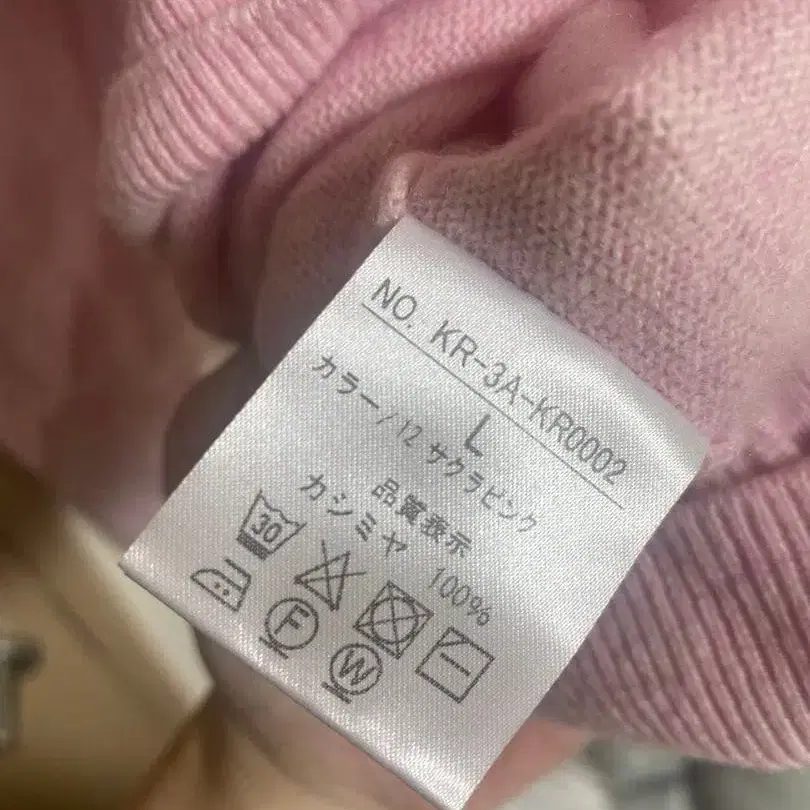 NO. KR-3A-KR0002
L
カラー/12 サクラピンク
品質表示
カシミヤ 100%
30
F
W